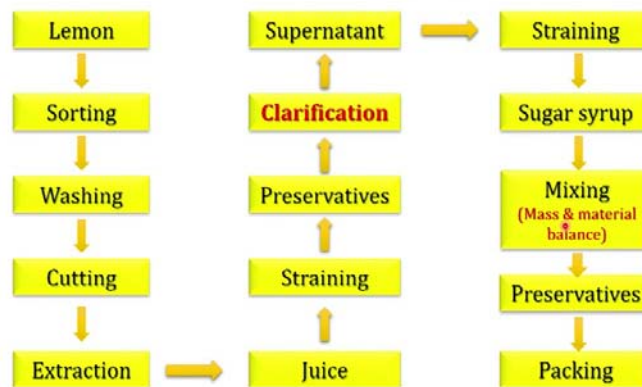 Lemon
Sorting
Washing
Cutting
Extraction
Juice
Straining
Preservatives
Clarification
Supernatant
Straining
Sugar syrup
Mixing
(Mass & material
balance)
Preservatives
Packing